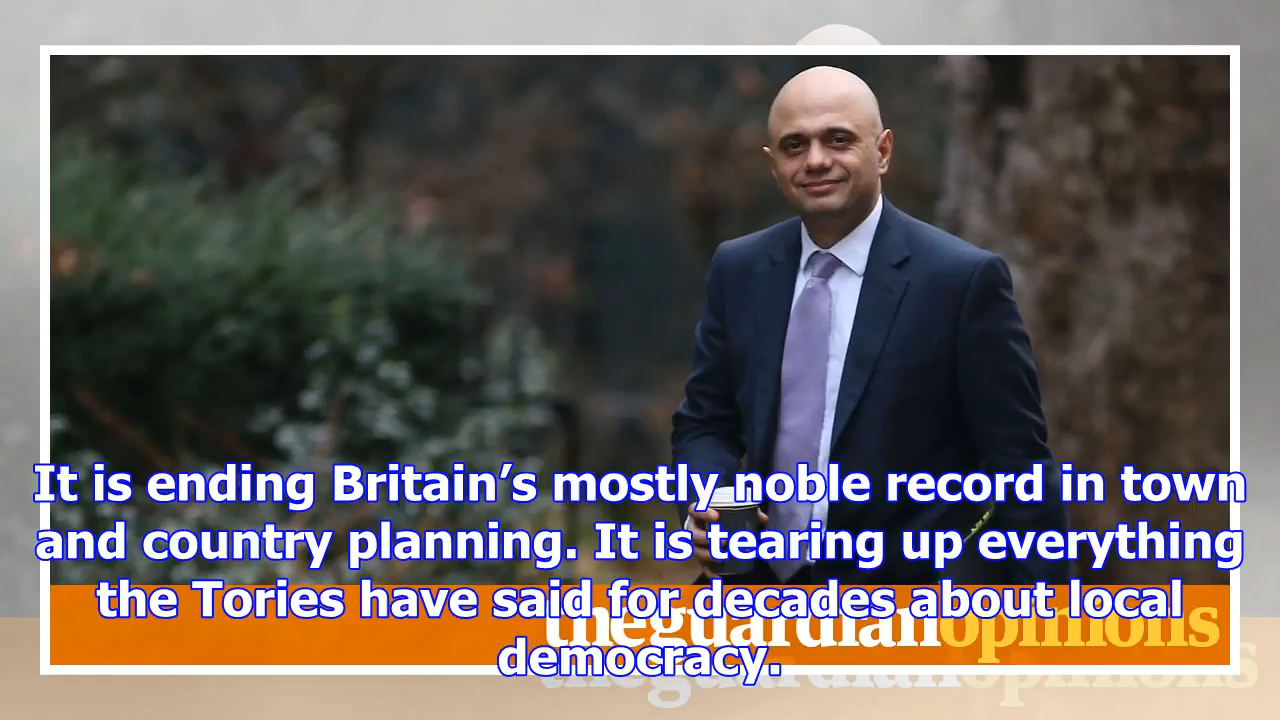 It is ending Britain’s mostly noble record in town
and country planning. It is tearing up everything
the Tories have said for decades about local
democracy.
theguardianopinions
theguardianopinions